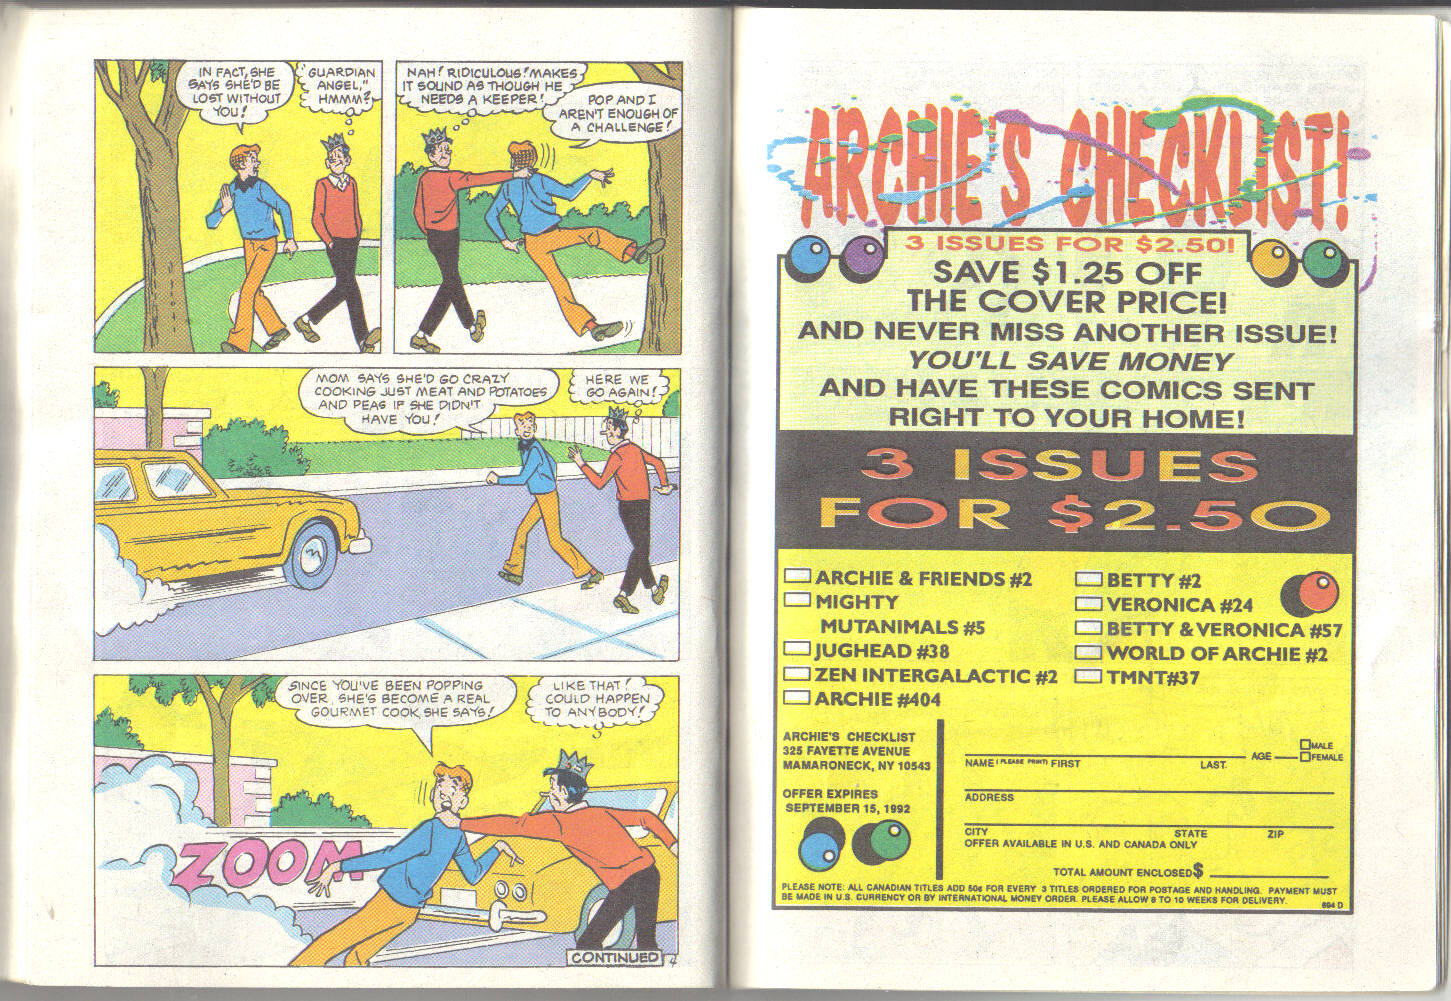 IN FACT, SHE
SAYS SHE'D BE
LOST WITHOUT
YOU!
"GUARDIAN
ANGEL,"
HMMM?
NAH! RIDICULOUS! MAKES
IT SOUND AS THOUGH HE
NEEDS A KEEPER!
POP AND I
AREN'T ENOUGH OF
A CHALLENGE!
MOM SAYS SHE'D GO CRAZY
COOKING JUST MEAT AND POTATOES
AND PEAS IF SHE DIDN'T
HAVE YOU!
HERE WE
GO AGAIN!
SINCE YOU'VE BEEN POPPING
OVER, SHE'S BECOME A REAL
GOURMET COOK, SHE SAYS!
LIKE THAT!
COULD HAPPEN
TO ANYBODY!
ZOOM
CONTINUED
4
ARCHIE'S CHECKLIST!
3 ISSUES FOR $2.50!
SAVE $1.25 OFF
THE COVER PRICE!
AND NEVER MISS ANOTHER ISSUE!
YOU'LL SAVE MONEY
AND HAVE THESE COMICS SENT
RIGHT TO YOUR HOME!
3 ISSUES
FOR $2.50
ARCHIE & FRIENDS #2
MIGHTY
MUTANIMALS #5
JUGHEAD #38
ZEN INTERGALACTIC #2
ARCHIE #404
BETTY #2
VERONICA #24
BETTY & VERONICA #57
WORLD OF ARCHIE #2
TMNT#37
ARCHIE'S CHECKLIST
325 FAYETTE AVENUE
MAMARONECK, NY 10543
OFFER EXPIRES
SEPTEMBER 15, 1992
NAME (PLEASE PRINT) FIRST LAST AGE MALE
FEMALE
ADDRESS
CITY STATE ZIP
OFFER AVAILABLE IN U.S. AND CANADA ONLY
TOTAL AMOUNT ENCLOSED $
PLEASE NOTE: ALL CANADIAN TITLES ADD 50¢ FOR EVERY 3 TITLES ORDERED FOR POSTAGE AND HANDLING. PAYMENT MUST
BE MADE IN U.S. CURRENCY OR BY INTERNATIONAL MONEY ORDER. PLEASE ALLOW 8 TO 10 WEEKS FOR DELIVERY.
694 D